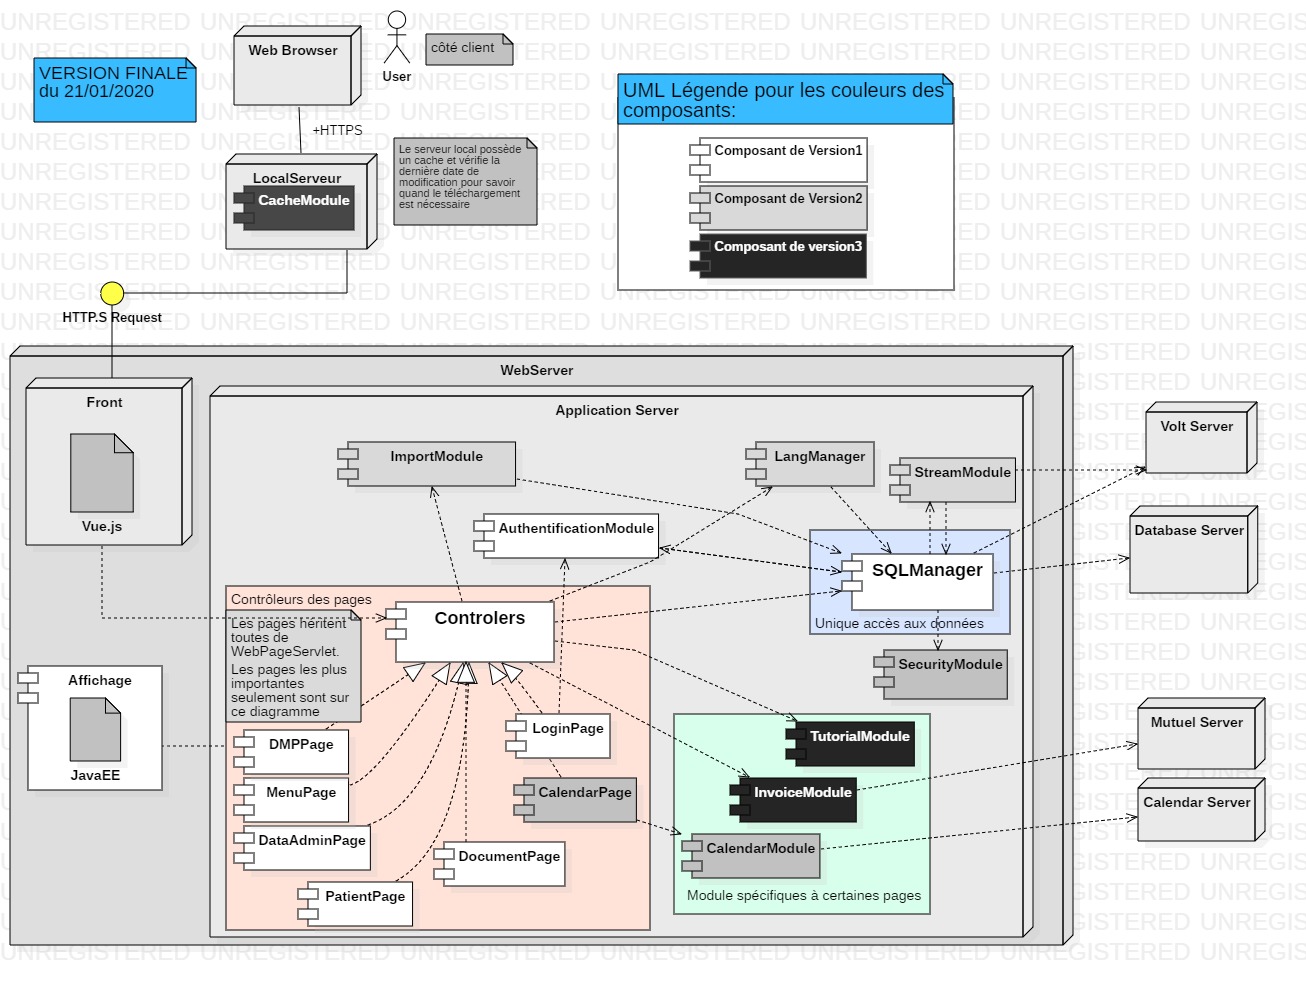 Web Browser
User
côté client
VERSION FINALE
du 21/01/2020
UML Légende pour les couleurs des
composants:
+HTTPS
Composant de Version1
Composant de Version2
Composant de version3
LocalServeur
CacheModule
Le serveur local possède
un cache et vérifie la
dernière date de
modification pour savoir
quand le téléchargement
est nécessaire
HTTP.S Request
WebServer
Front
Vue.js
Application Server
ImportModule
LangManager
StreamModule
AuthentificationModule
SQLManager
Unique accès aux données
SecurityModule
Volt Server
Database Server
Contrôleurs des pages
Les pages héritent
toutes de
WebPageServlet.
Les pages les plus
importantes
seulement sont sur
ce diagramme
Controlers
Affichage
JavaEE
DMPPage
MenuPage
DataAdminPage
PatientPage
DocumentPage
LoginPage
CalendarPage
TutorialModule
InvoiceModule
CalendarModule
Module spécifiques à certaines pages
Mutuel Server
Calendar Server
UNREGISTERED UNREGISTERED UNREGISTERED UNREGISTERED UNREGISTERED UNREGISTERED UNREGIS